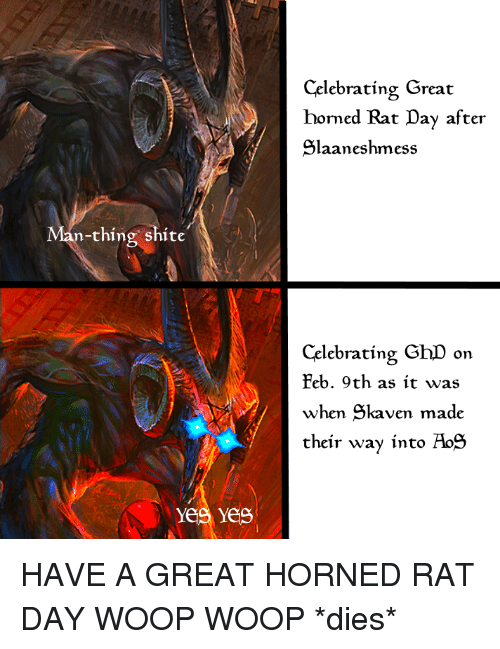 Celebrating Great
horned Rat Day after
Slaaneshmess
Man-thing shite
Celebrating GhD on
Feb. 9th as it was
when Skaven made
their way into AoS
Yes Yes
HAVE A GREAT HORNED RAT
DAY WOOP WOOP *dies*